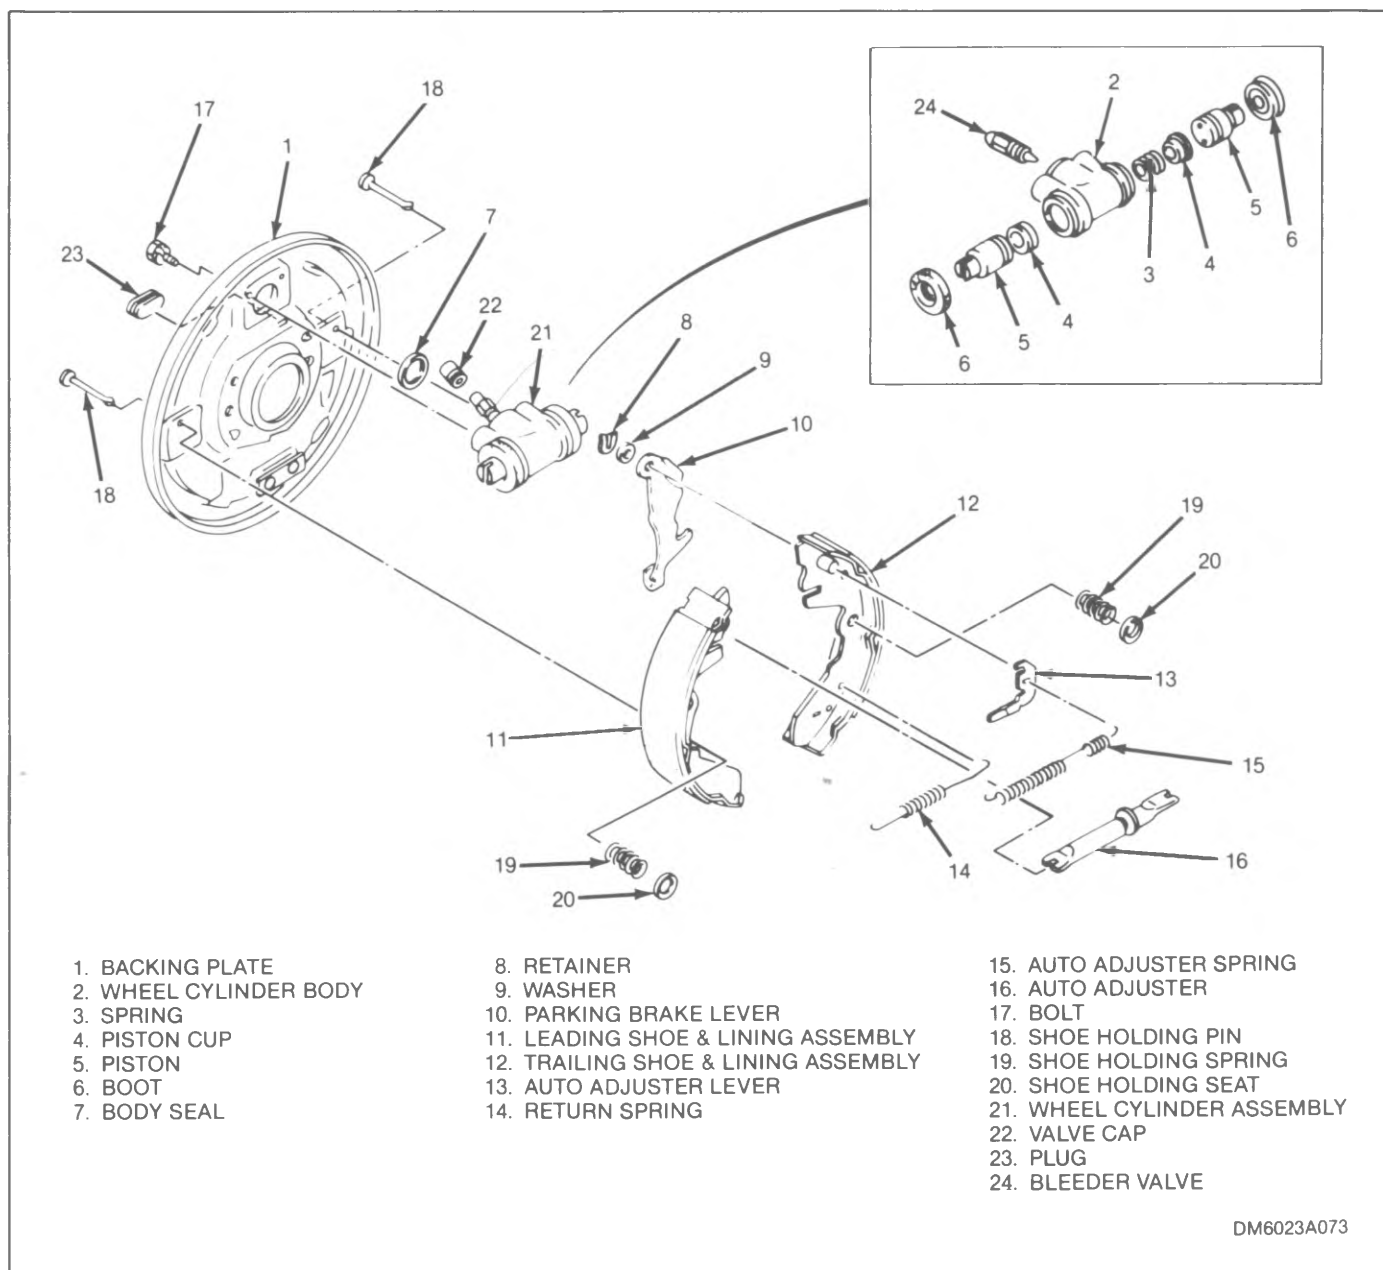 18
17
1
2
24
7
5
6
23
22
21
8
3
4
9
4
5
6
10
18
12
19
20
13
11
15
14
16
19
20
1. BACKING PLATE
2. WHEEL CYLINDER BODY
3. SPRING
4. PISTON CUP
5. PISTON
6. BOOT
7. BODY SEAL
8. RETAINER
9. WASHER
10. PARKING BRAKE LEVER
11. LEADING SHOE & LINING ASSEMBLY
12. TRAILING SHOE & LINING ASSEMBLY
13. AUTO ADJUSTER LEVER
14. RETURN SPRING
15. AUTO ADJUSTER SPRING
16. AUTO ADJUSTER
17. BOLT
18. SHOE HOLDING PIN
19. SHOE HOLDING SPRING
20. SHOE HOLDING SEAT
21. WHEEL CYLINDER ASSEMBLY
22. VALVE CAP
23. PLUG
24. BLEEDER VALVE
DM6023A073